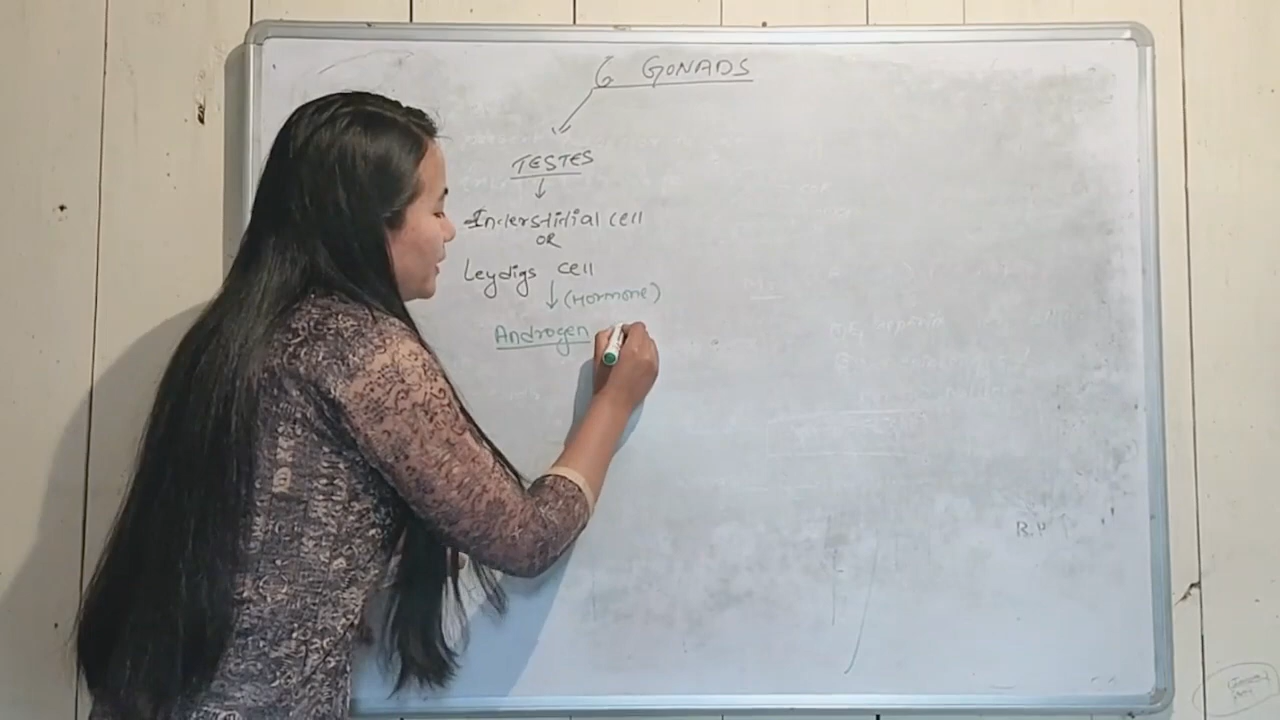 6 GONADS
TESTES
Interstitial cell
OR
Leydigs cell
(Hormone)
Androgen
B.P